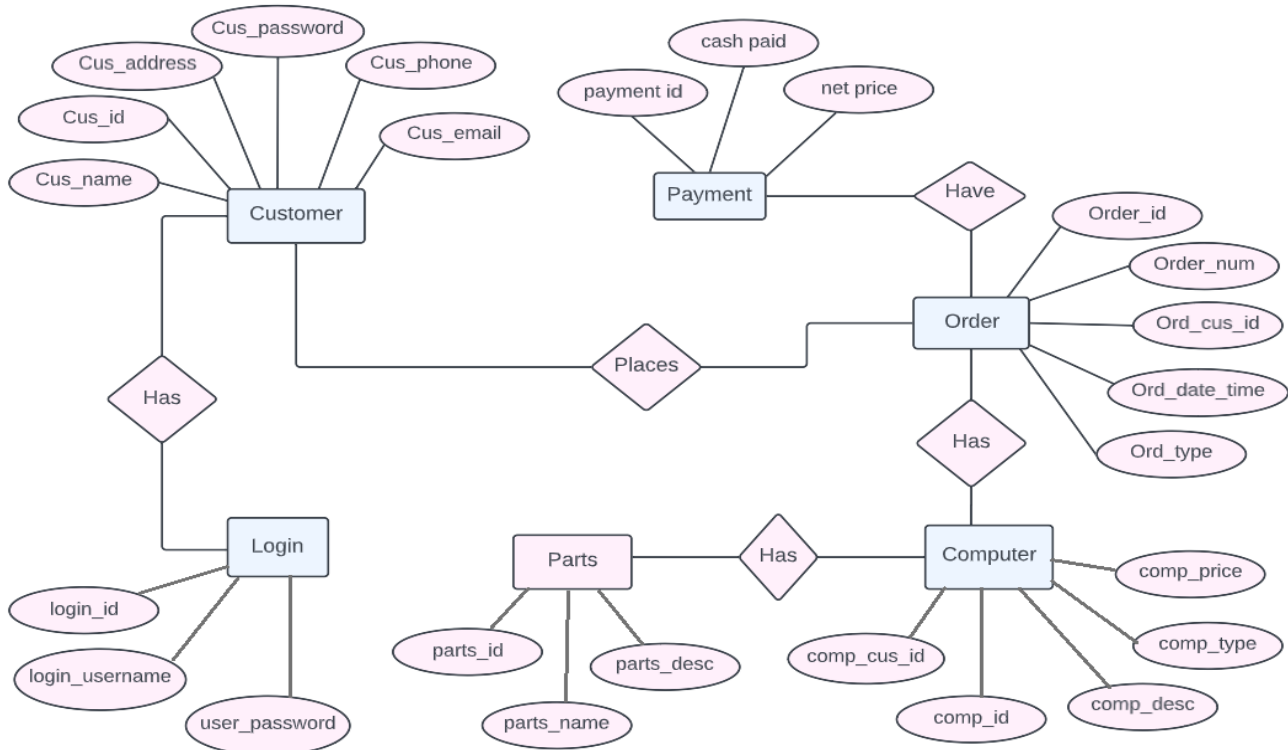 Cus_password
Cus_address
Cus_phone
Cus_id
Cus_email
Cus_name
Customer
cash paid
payment id
net price
Payment
Have
Order_id
Order_num
Order
Ord_cus_id
Ord_date_time
Ord_type
Places
Has
Has
Login
login_id
login_username
user_password
Parts
parts_id
parts_desc
parts_name
Has
Computer
comp_price
comp_type
comp_cus_id
comp_desc
comp_id